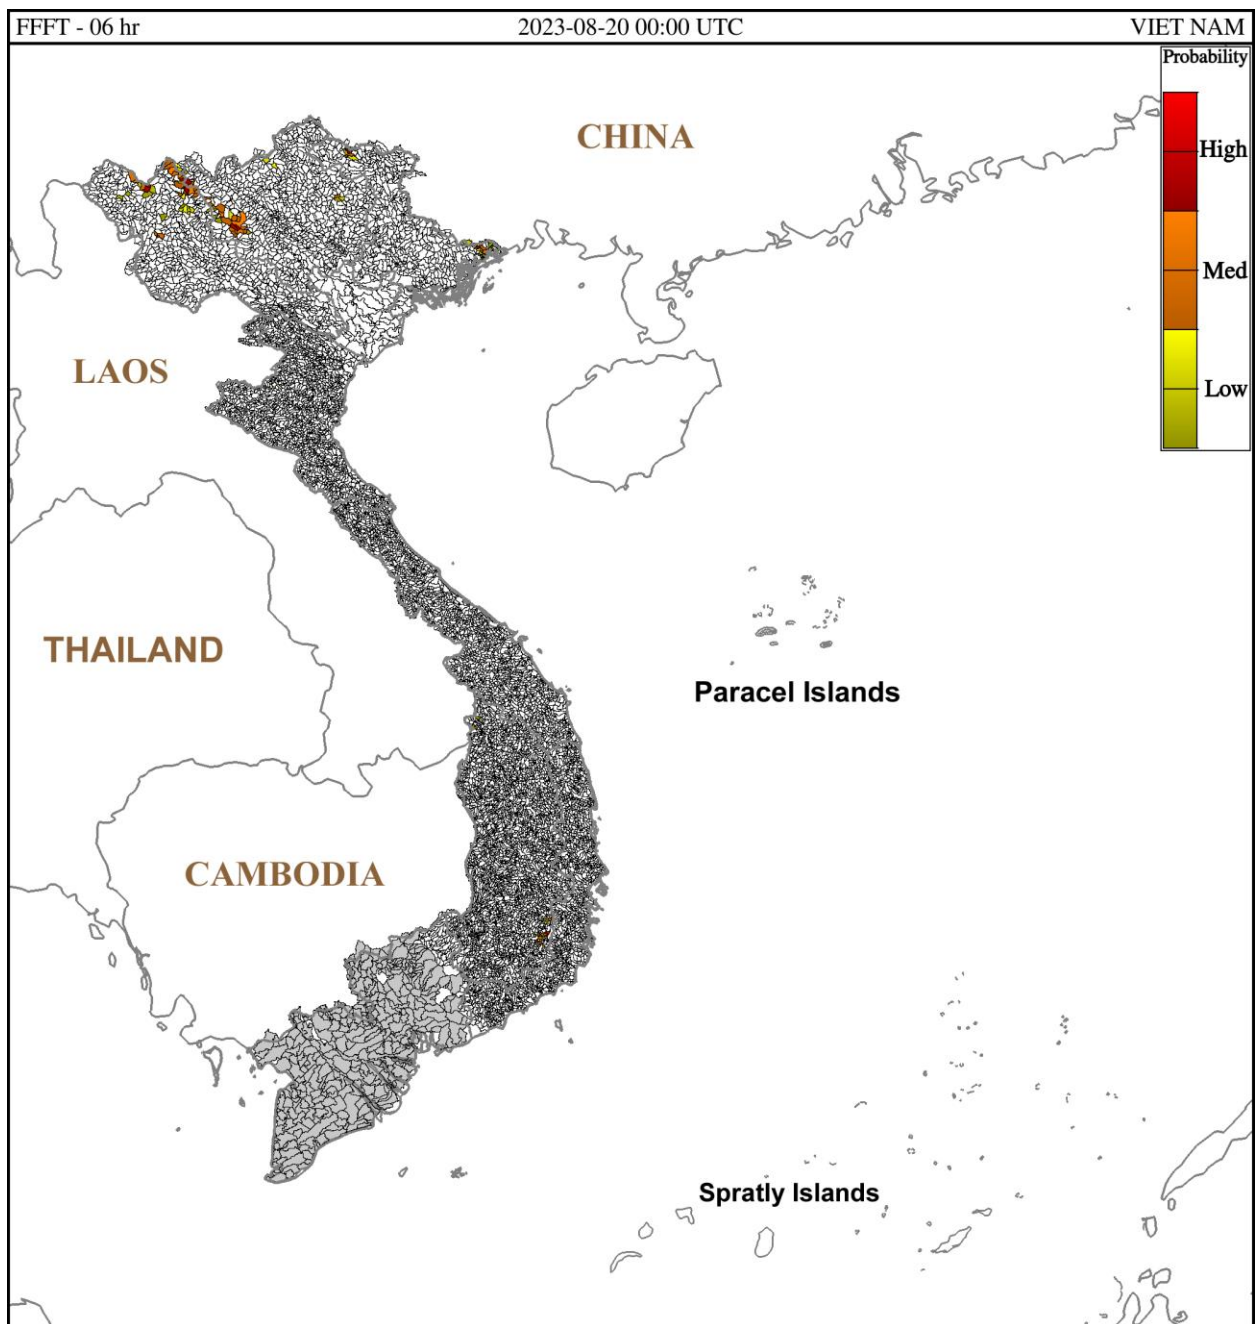 FFFT - 06 hr
2023-08-20 00:00 UTC
VIET NAM
Probability
High
Med
Low
CHINA
LAOS
THAILAND
Paracel Islands
CAMBODIA
Spratly Islands